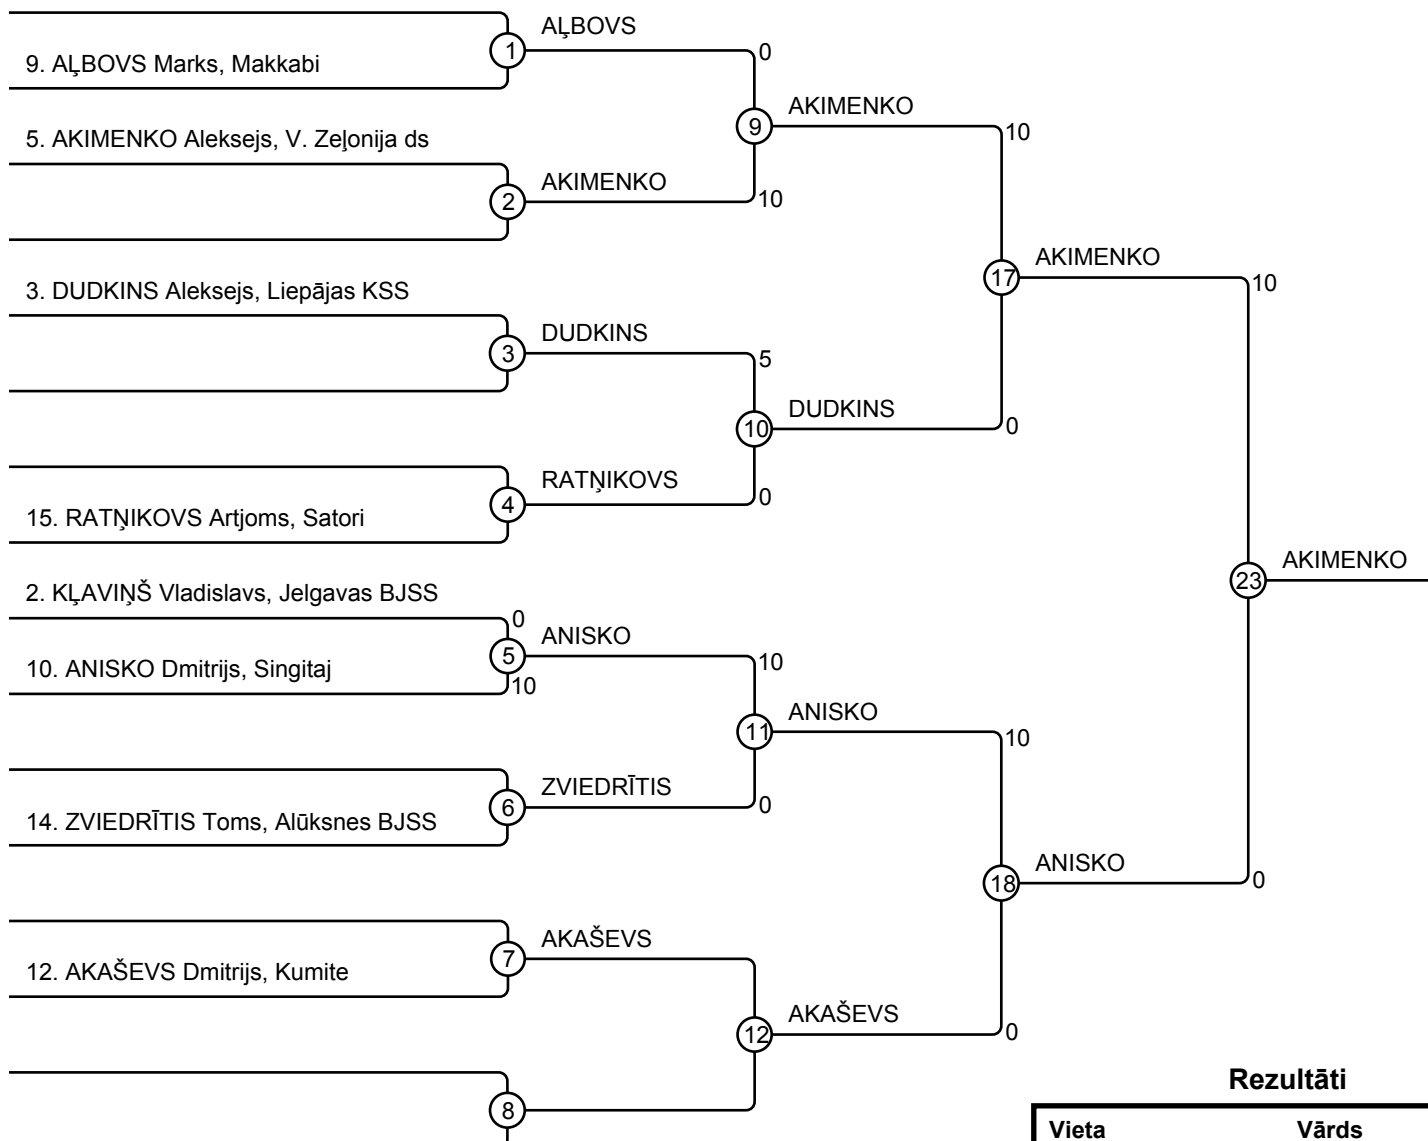 AĻBOVS
1
0
9. AĻBOVS Marks, Makkabi
AKIMENKO
9
10
5. AKIMENKO Aleksejs, V. Zeļonija ds
AKIMENKO
2
10
AKIMENKO
17
10
3. DUDKINS Aleksejs, Liepājas KSS
DUDKINS
3
5
DUDKINS
10
0
RATŅIKOVS
4
0
15. RATŅIKOVS Artjoms, Satori
AKIMENKO
23
2. KĻAVIŅŠ Vladislavs, Jelgavas BJSS
0
ANISKO
5
10
10. ANISKO Dmitrijs, Singitaj
10
ANISKO
11
10
ZVIEDRĪTIS
6
0
14. ZVIEDRĪTIS Toms, Alūksnes BJSS
ANISKO
18
0
AKAŠEVS
7
12. AKAŠEVS Dmitrijs, Kumite
AKAŠEVS
12
0
8
Rezultāti
Vieta Vārds